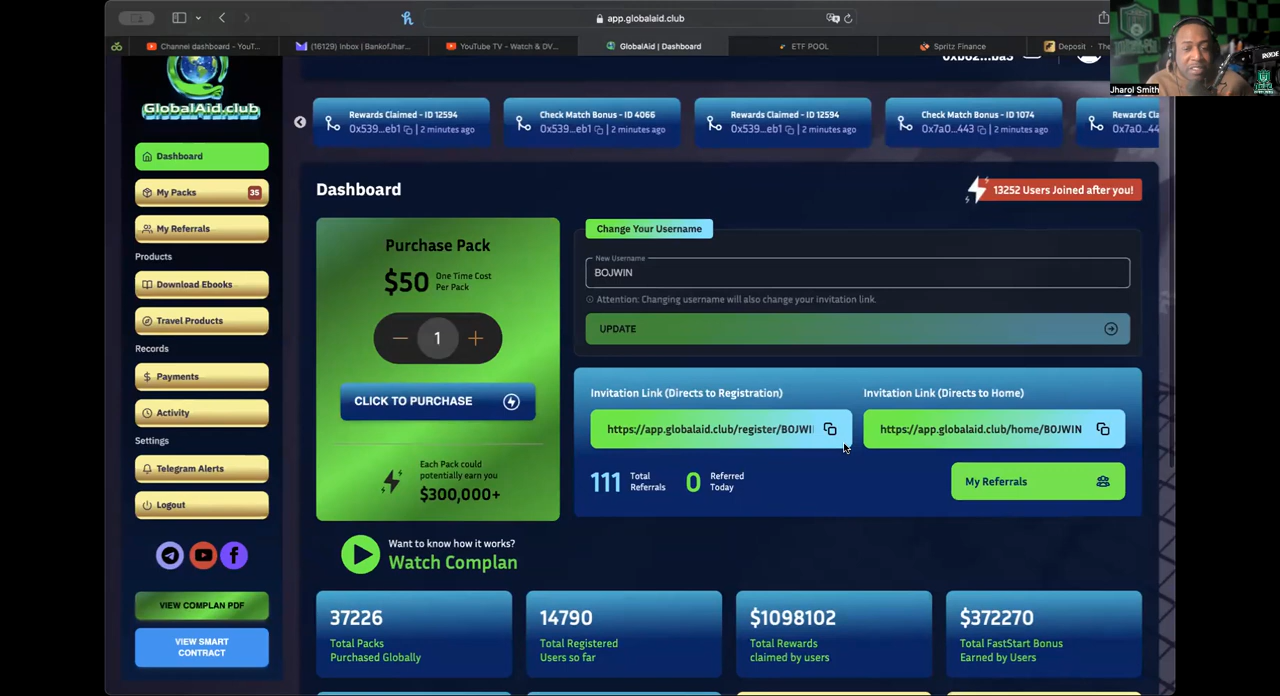 app.globalaid.club
Channel dashboard - YouT...
(16129) Inbox | BankofJhar...
YouTube TV - Watch & DV...
GlobalAid | Dashboard
ETF POOL
Spritz Finance
Deposit - The
RØDE
Jharol Smith
GlobalAid.club
Rewards Claimed - ID 12594
0x539...eb1 | 2 minutes ago
Check Match Bonus - ID 4066
0x539...eb1 | 2 minutes ago
Rewards Claimed - ID 12594
0x539...eb1 | 2 minutes ago
Check Match Bonus - ID 1074
0x7a0...443 | 2 minutes ago
Rewards Cla
0x7a0...44
Dashboard
My Packs
35
My Referrals
Products
Download Ebooks
Travel Products
Records
Payments
Activity
Settings
Telegram Alerts
Logout
VIEW COMPLAN PDF
VIEW SMART
CONTRACT
Dashboard
13252 Users Joined after you!
Purchase Pack
$50 One Time Cost
Per Pack
1
CLICK TO PURCHASE
Each Pack could
potentially earn you
$300,000+
Change Your Username
New Username
BOJWIN
Attention: Changing username will also change your invitation link.
UPDATE
Invitation Link (Directs to Registration)
https://app.globalaid.club/register/BOJWI
Invitation Link (Directs to Home)
https://app.globalaid.club/home/BOJWIN
111 Total
Referrals
0 Referred
Today
My Referrals
Want to know how it works?
Watch Complan
37226
Total Packs
Purchased Globally
14790
Total Registered
Users so far
$1098102
Total Rewards
claimed by users
$372270
Total FastStart Bonus
Earned by Users